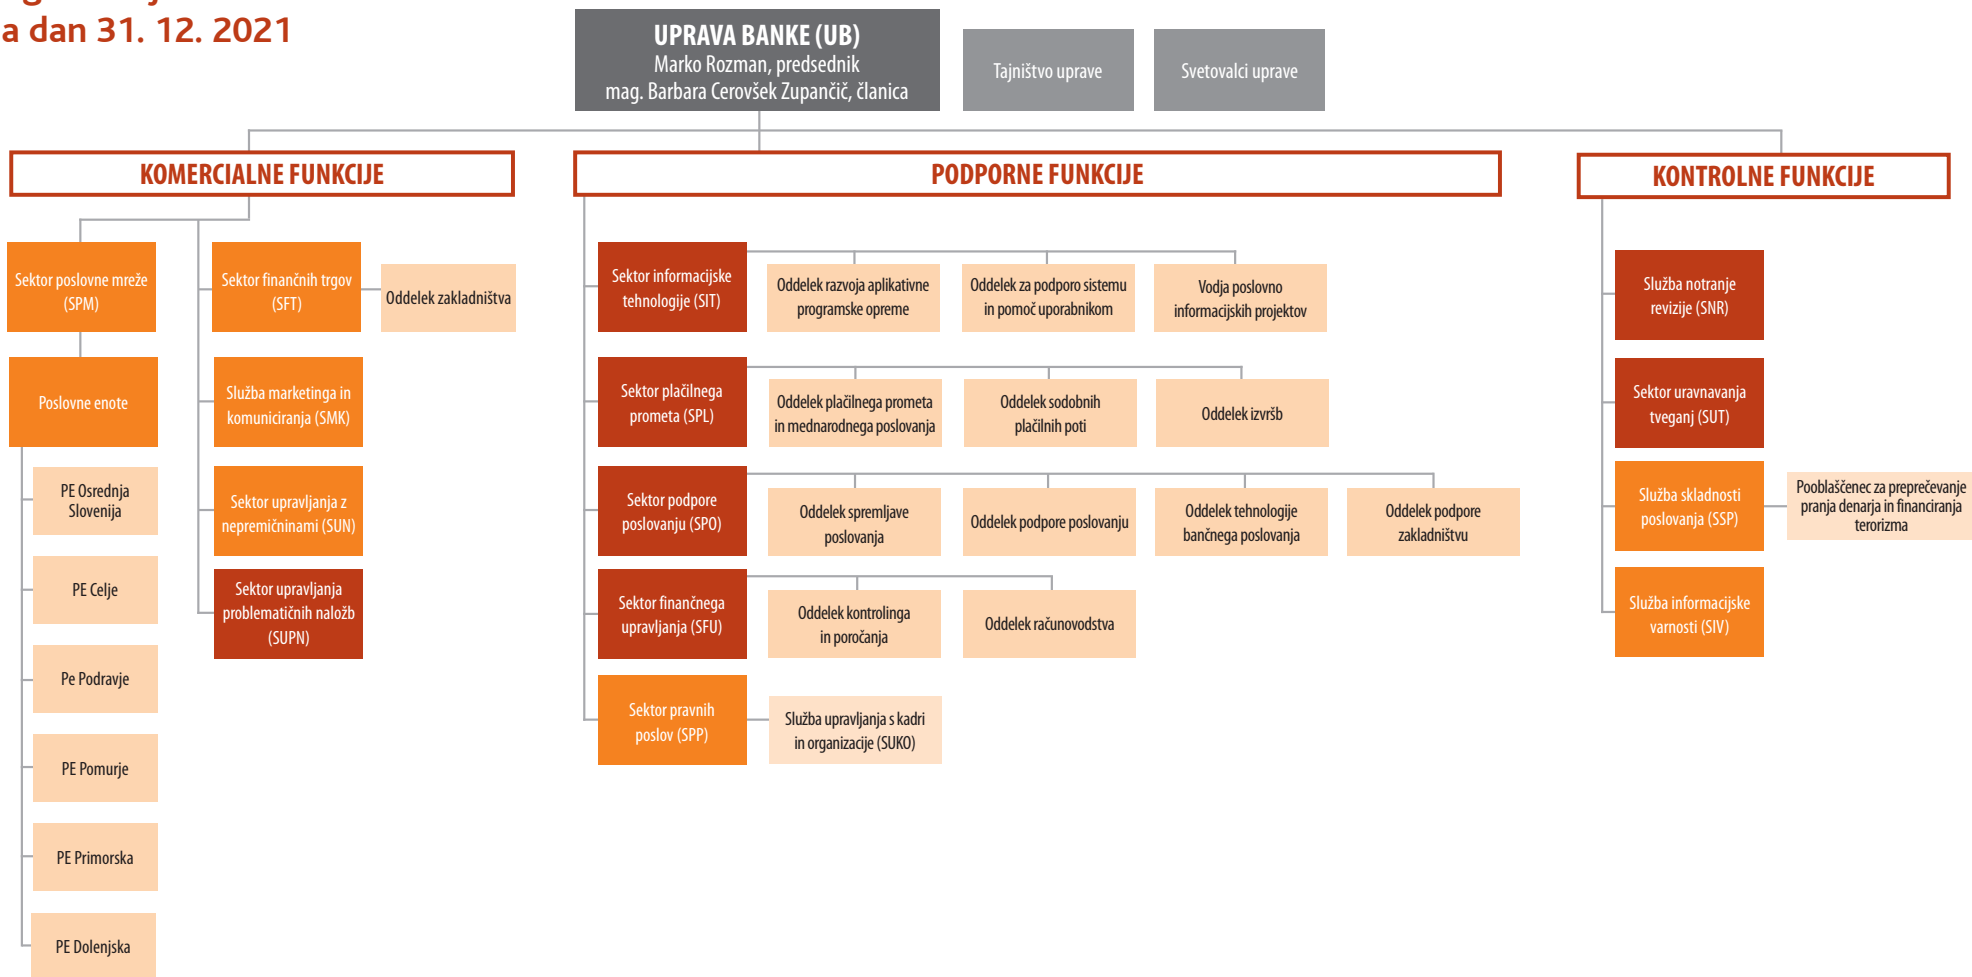 a dan 31. 12. 2021
UPRAVA BANKE (UB)
Marko Rozman, predsednik
mag. Barbara Cerovšek Zupančič, članica
Tajništvo uprave
Svetovalci uprave
KOMERCIALNE FUNKCIJE
Sektor poslovne mreže
(SPM)
Poslovne enote
PE Osrednja
Slovenija
PE Celje
Pe Podravje
PE Pomurje
PE Primorska
PE Dolenjska
Sektor finančnih trgov
(SFT)
Oddelek zakladništva
Služba marketinga in
komuniciranja (SMK)
Sektor upravljanja z
nepremičninami (SUN)
Sektor upravljanja
problematičnih naložb
(SUPN)
PODPORNE FUNKCIJE
Sektor informacijske
tehnologije (SIT)
Oddelek razvoja aplikativne
programske opreme
Oddelek za podporo sistemu
in pomoč uporabnikom
Vodja poslovno
informacijskih projektov
Sektor plačilnega
prometa (SPL)
Oddelek plačilnega prometa
in mednarodnega poslovanja
Oddelek sodobnih
plačilnih poti
Oddelek izvršb
Sektor podpore
poslovanju (SPO)
Oddelek spremljave
poslovanja
Oddelek podpore poslovanju
Oddelek tehnologije
bančnega poslovanja
Oddelek podpore
zakladništvu
Sektor finančnega
upravljanja (SFU)
Oddelek kontrolinga
in poročanja
Oddelek računovodstva
Sektor pravnih
poslov (SPP)
Služba upravljanja s kadri
in organizacije (SUKO)
KONTROLNE FUNKCIJE
Služba notranje
revizije (SNR)
Sektor uravnavanja
tveganj (SUT)
Služba skladnosti
poslovanja (SSP)
Pooblaščenec za preprečevanje
pranja denarja in financiranja
terorizma
Služba informacijske
varnosti (SIV)